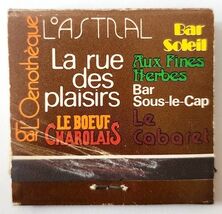 L'ASTRAL
bar L'Oenothèque
La rue
des
plaisirs
LE BOEUF
CHAROLAIS
Bar
Soleil
Aux Fines
Herbes
Bar
Sous-le-Cap
Le
Cabaret